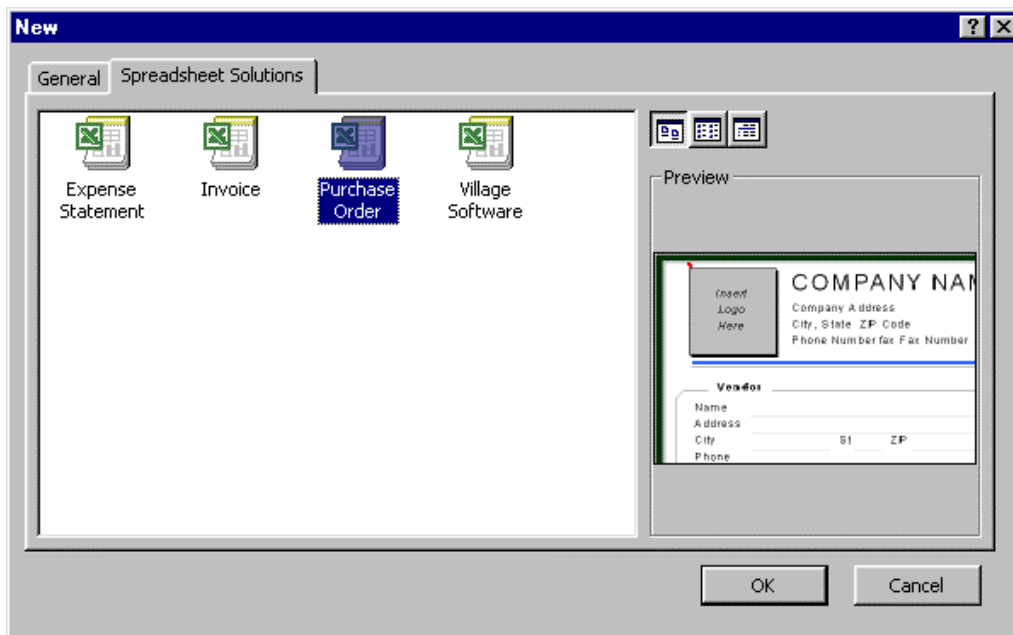 New
General
Spreadsheet Solutions
Expense
Statement
Invoice
Purchase
Order
Village
Software
Preview
Insert
Logo
Here
COMPANY NAM
Company Address
City, State ZIP Code
Phone Number fax Fax Number
Vendor
Name
Address
City St ZIP
Phone
OK
Cancel